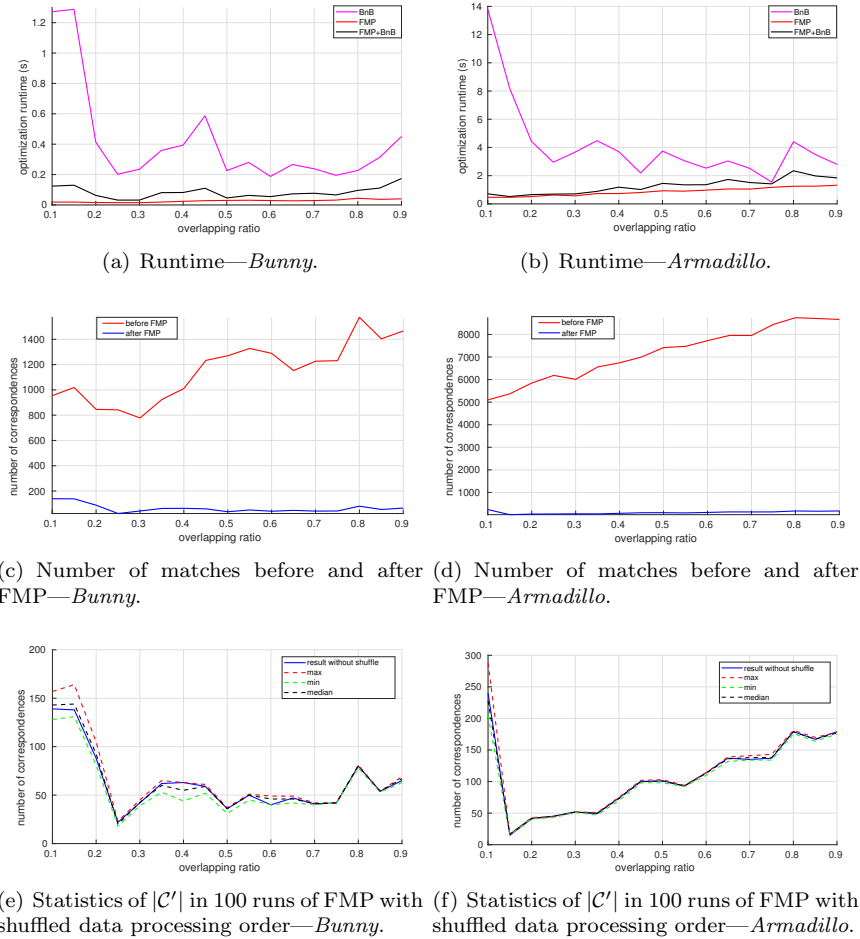 BnB
FMP
FMP+BnB
1.2
1
0.8
0.6
0.4
0.2
0
optimization runtime (s)
0.1 0.2 0.3 0.4 0.5 0.6 0.7 0.8 0.9
overlapping ratio
(a) Runtime—Bunny.
BnB
FMP
FMP+BnB
14
12
10
8
6
4
2
0
optimization runtime (s)
0.1 0.2 0.3 0.4 0.5 0.6 0.7 0.8 0.9
overlapping ratio
(b) Runtime—Armadillo.
before FMP
after FMP
1400
1200
1000
800
600
400
200
number of correspondences
0.1 0.2 0.3 0.4 0.5 0.6 0.7 0.8 0.9
overlapping ratio
(c) Number of matches before and after
FMP—Bunny.
before FMP
after FMP
8000
7000
6000
5000
4000
3000
2000
1000
number of correspondences
0.1 0.2 0.3 0.4 0.5 0.6 0.7 0.8 0.9
overlapping ratio
(d) Number of matches before and after
FMP—Armadillo.
result without shuffle
max
min
median
200
150
100
50
0
number of correspondences
0.1 0.2 0.3 0.4 0.5 0.6 0.7 0.8 0.9
overlapping ratio
(e) Statistics of |C′| in 100 runs of FMP with
shuffled data processing order—Bunny.
result without shuffle
max
min
median
300
250
200
150
100
50
0
number of correspondences
0.1 0.2 0.3 0.4 0.5 0.6 0.7 0.8 0.9
overlapping ratio
(f) Statistics of |C′| in 100 runs of FMP with
shuffled data processing order—Armadillo.